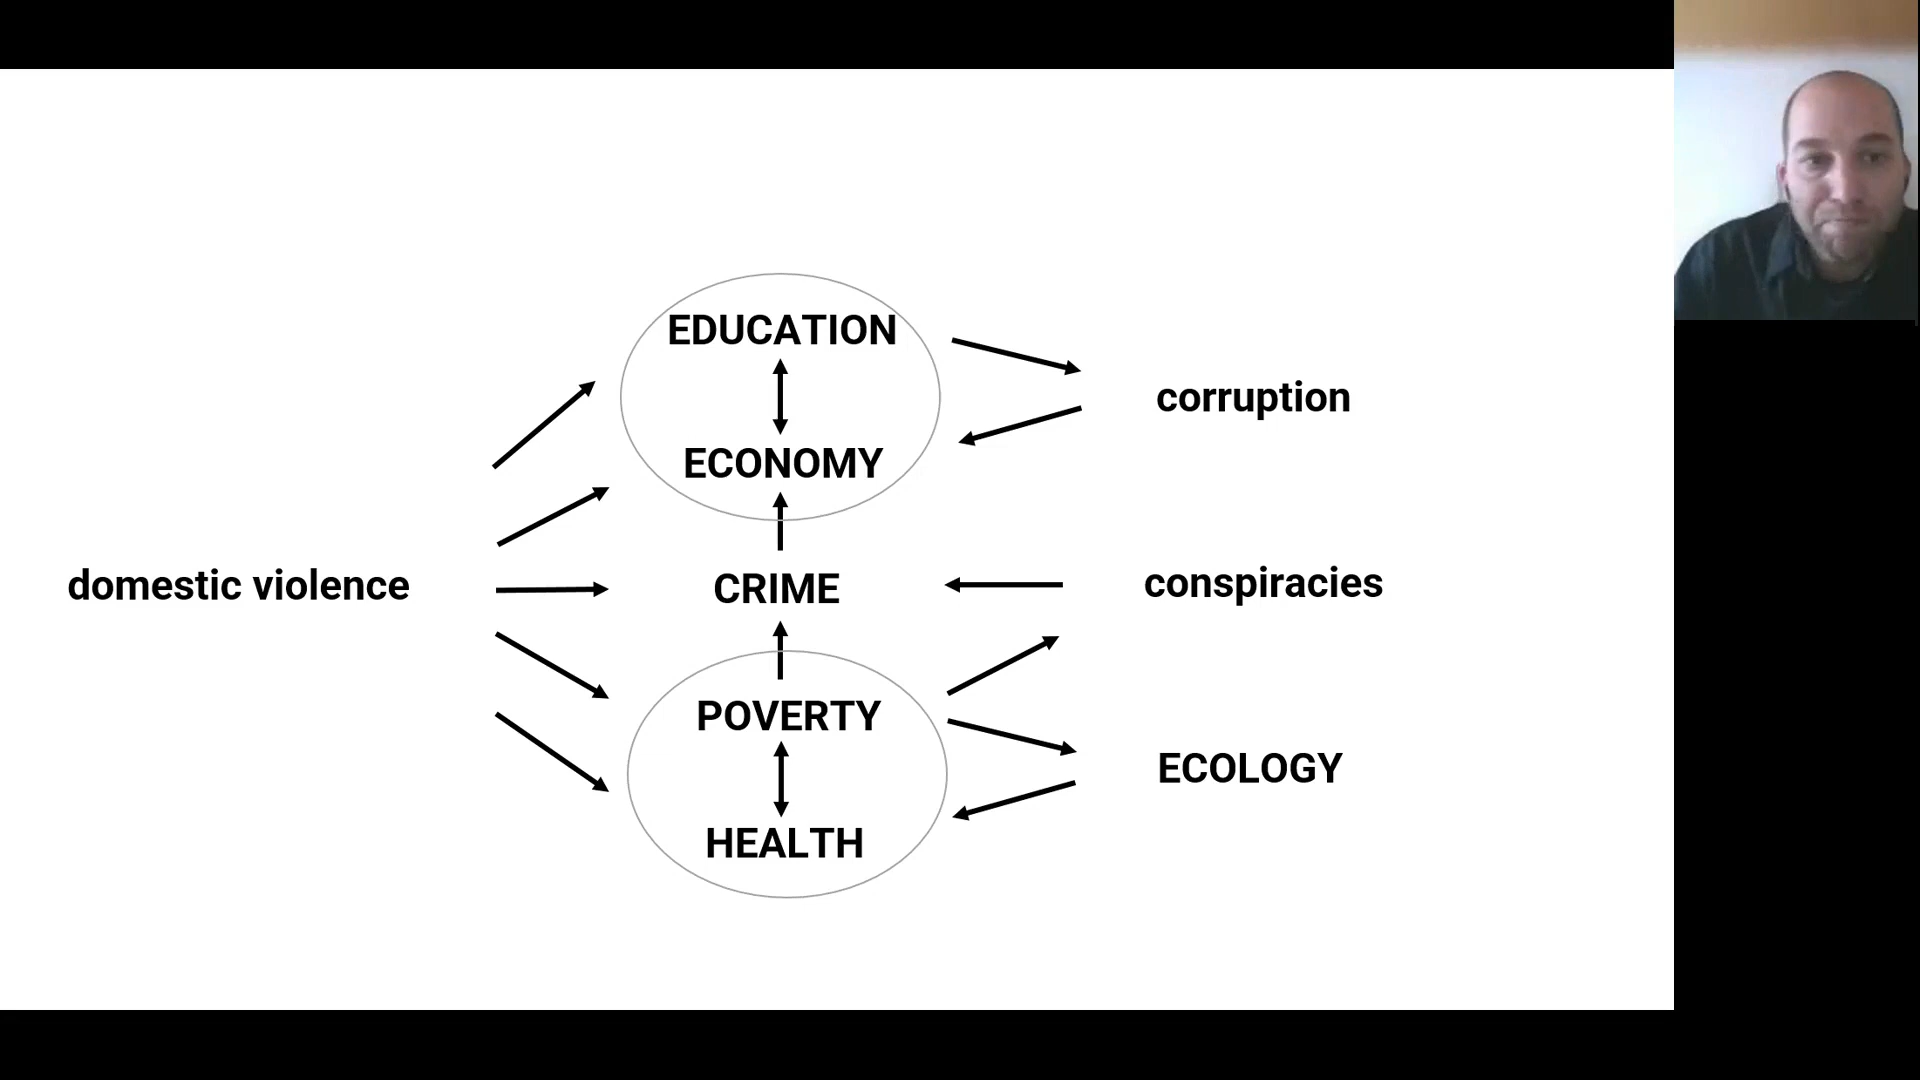 EDUCATION
corruption
ECONOMY
domestic violence
CRIME
conspiracies
POVERTY
ECOLOGY
HEALTH